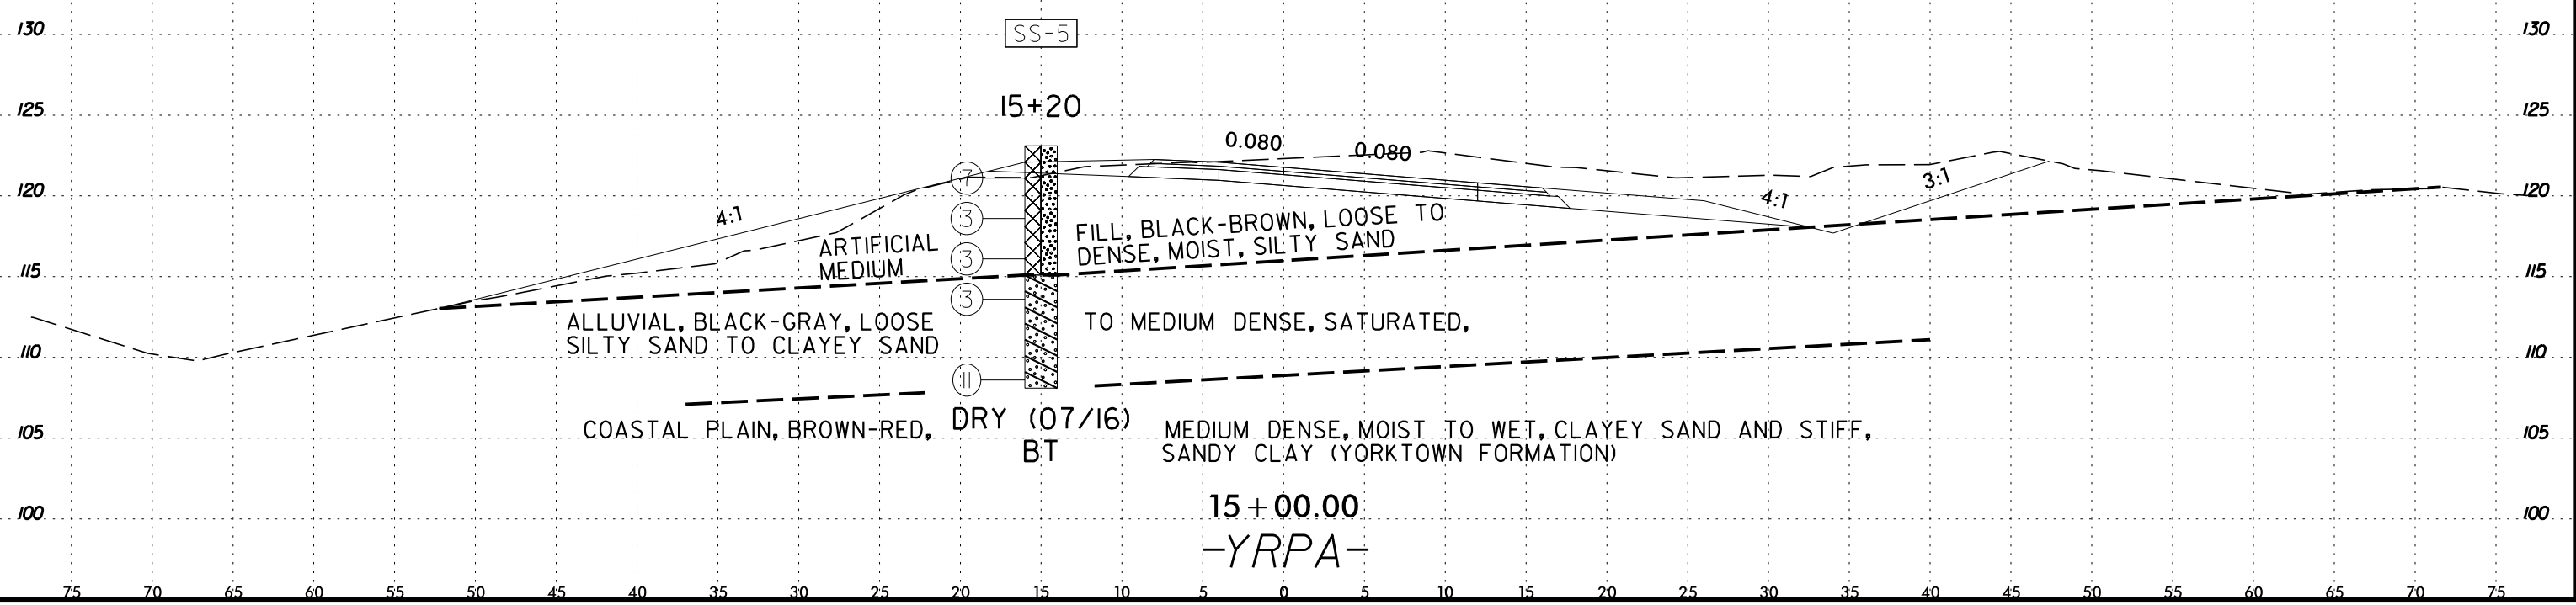 130 130
SS-5
15+20
125 125
0.080 0.080
120 120
7
4:1 4:1 3:1
3
ARTIFICIAL FILL, BLACK-BROWN, LOOSE TO
MEDIUM DENSE, MOIST, SILTY SAND
3
115 115
3
ALLUVIAL, BLACK-GRAY, LOOSE TO MEDIUM DENSE, SATURATED,
SILTY SAND TO CLAYEY SAND
110 110
11
DRY (07/16)
COASTAL PLAIN, BROWN-RED, MEDIUM DENSE, MOIST TO WET, CLAYEY SAND AND STIFF,
105 105
BT SANDY CLAY (YORKTOWN FORMATION)
15+00.00
100 100
-YRPA-
75 70 65 60 55 50 45 40 35 30 25 20 15 10 5 0 5 10 15 20 25 30 35 40 45 50 55 60 65 70 75